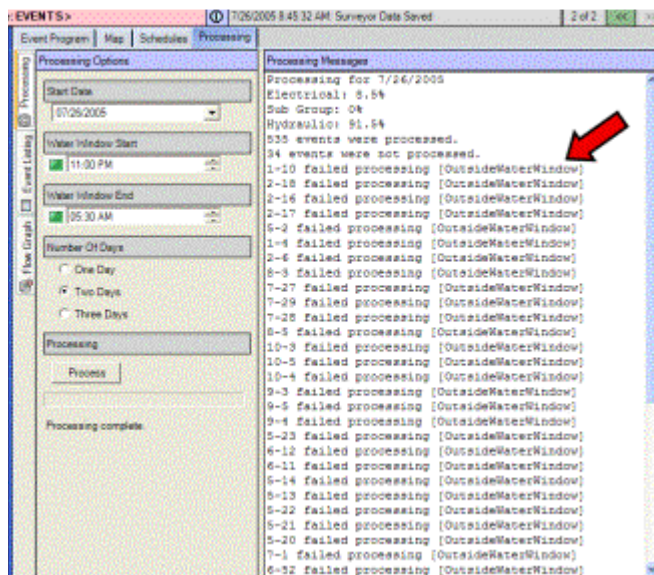 EVENTS>
7/26/2005 8:45:32 AM: Surveyor Data Saved
2 of 2
<<
Event Program
Map
Schedules
Processing
Processing
Event Listing
Flow Graph
Processing Options
Start Date
07/26/2005
Water Window Start
11:00 PM
Water Window End
05:30 AM
Number Of Days
One Day
Two Days
Three Days
Processing
Process
Processing complete.
Processing Messages
Processing for 7/26/2005
Electrical: 8.5%
Sub Group: 0%
Hydraulic: 91.5%
535 events were processed.
34 events were not processed.
1-10 failed processing [OutsideWaterWindow]
2-18 failed processing [OutsideWaterWindow]
2-16 failed processing [OutsideWaterWindow]
2-17 failed processing [OutsideWaterWindow]
5-2 failed processing [OutsideWaterWindow]
1-4 failed processing [OutsideWaterWindow]
2-6 failed processing [OutsideWaterWindow]
8-3 failed processing [OutsideWaterWindow]
7-27 failed processing [OutsideWaterWindow]
7-29 failed processing [OutsideWaterWindow]
7-28 failed processing [OutsideWaterWindow]
8-5 failed processing [OutsideWaterWindow]
10-3 failed processing [OutsideWaterWindow]
10-5 failed processing [OutsideWaterWindow]
10-4 failed processing [OutsideWaterWindow]
9-3 failed processing [OutsideWaterWindow]
9-5 failed processing [OutsideWaterWindow]
9-4 failed processing [OutsideWaterWindow]
5-23 failed processing [OutsideWaterWindow]
6-12 failed processing [OutsideWaterWindow]
6-11 failed processing [OutsideWaterWindow]
5-14 failed processing [OutsideWaterWindow]
5-13 failed processing [OutsideWaterWindow]
5-22 failed processing [OutsideWaterWindow]
5-21 failed processing [OutsideWaterWindow]
5-20 failed processing [OutsideWaterWindow]
7-1 failed processing [OutsideWaterWindow]
6-52 failed processing [OutsideWaterWindow]